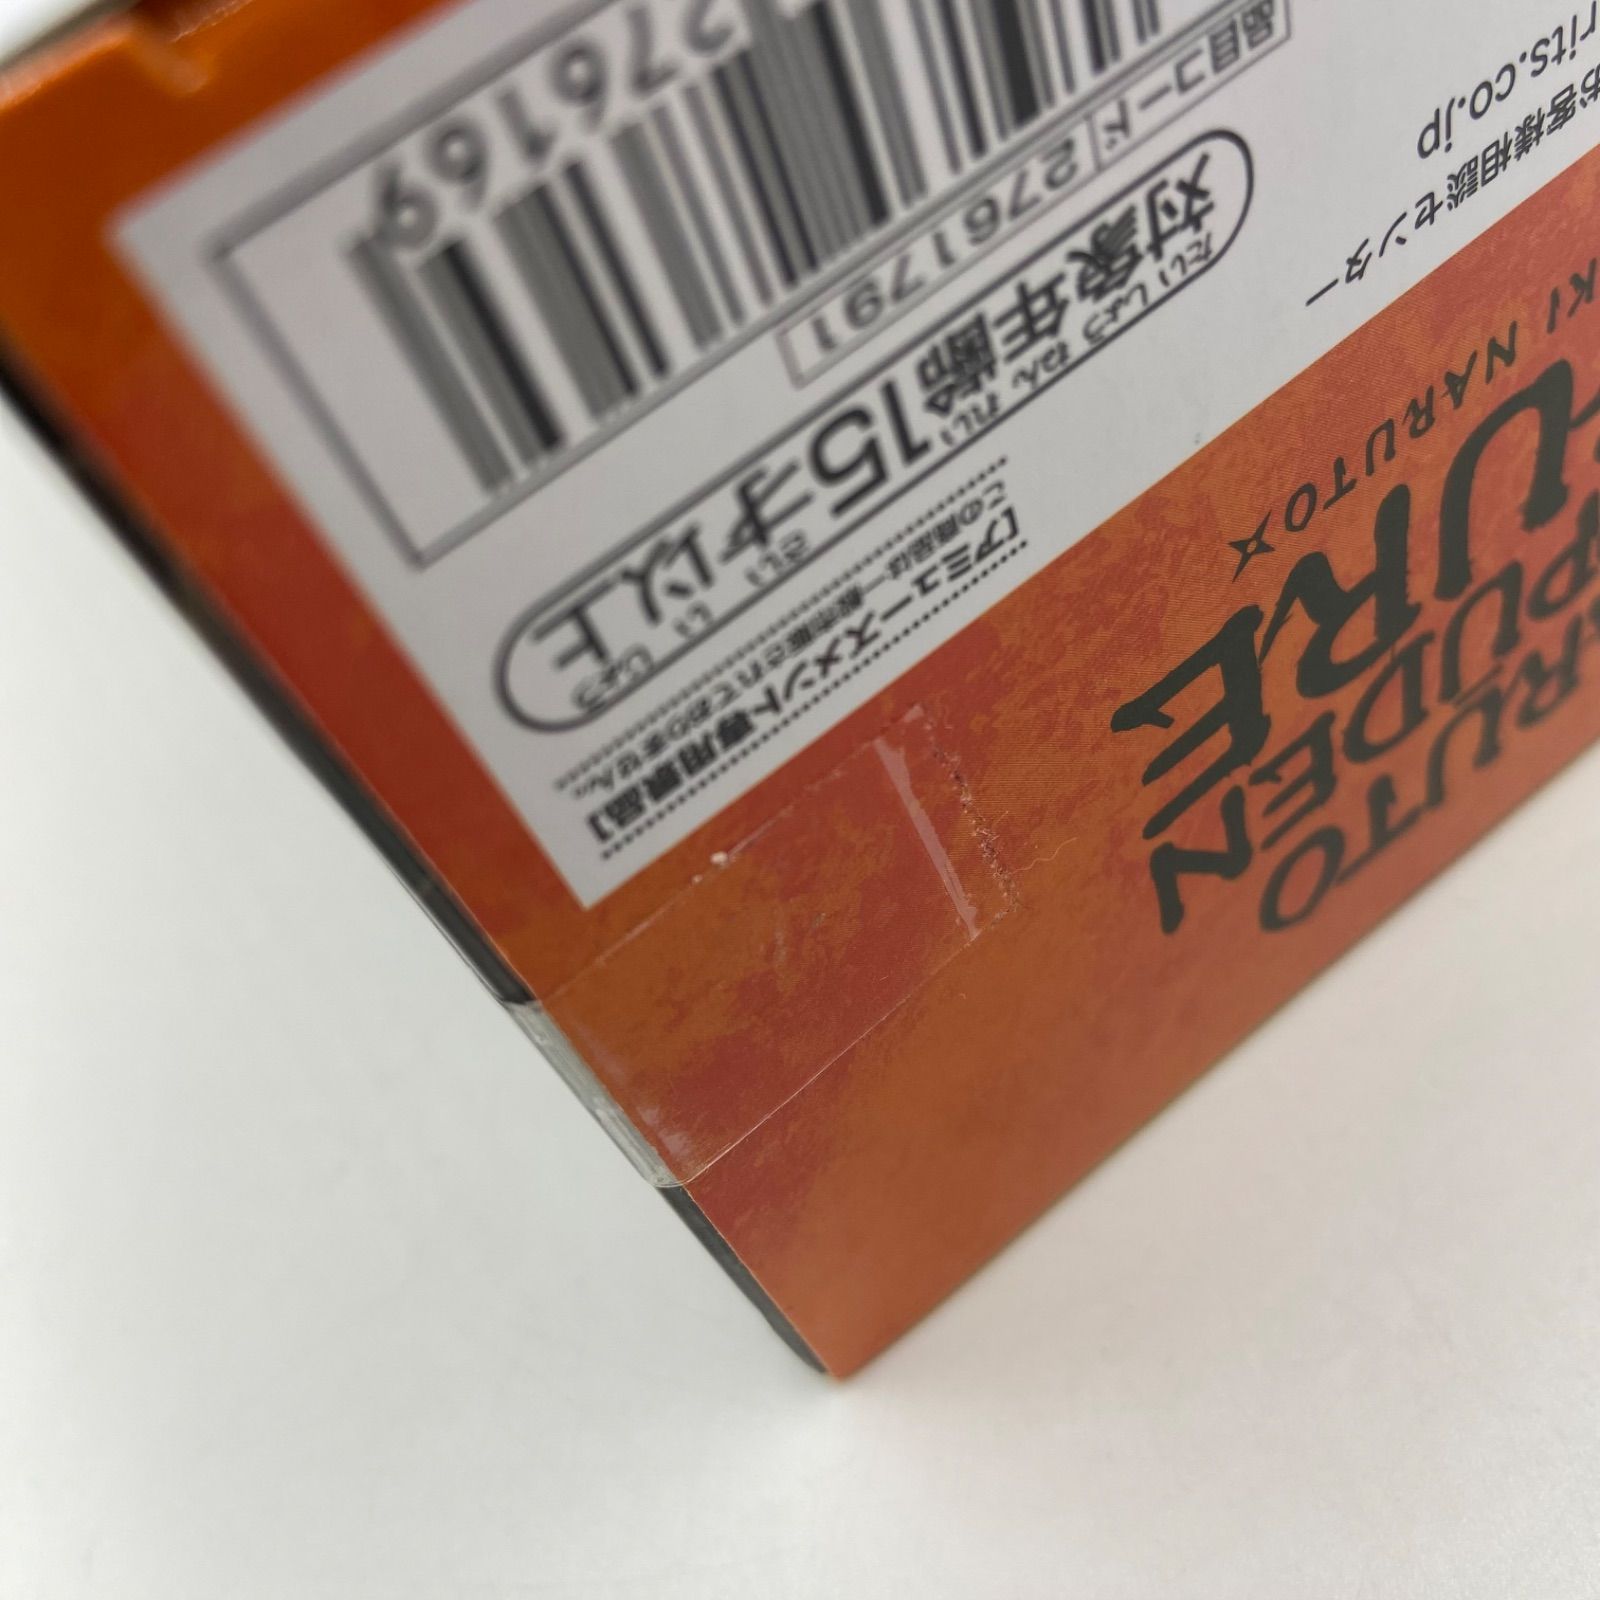 276169
品目コード 2761791
たいしょうねんれい さい いじょう
対象年齢15才以上
[アミューズメント専用景品]
この商品は一般市販されておりません。
お客様相談センター
rits.co.jp
KI NARUTO
URE
UTO
PUDEN